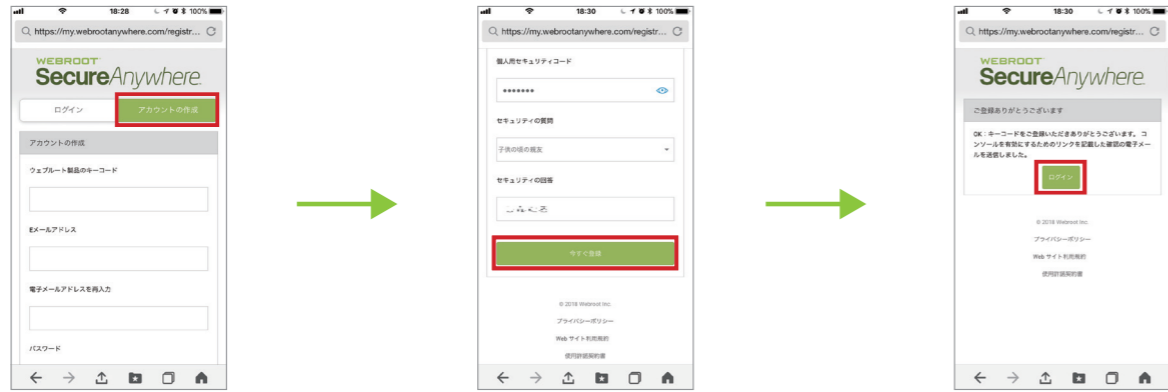 18:28
100%
https://my.webrootanywhere.com/registr...
WEBROOT
SecureAnywhere.
ログイン
アカウントの作成
アカウントの作成
ウェブルート製品のキーコード
Eメールアドレス
電子メールアドレスを再入力
パスワード
18:30
100%
https://my.webrootanywhere.com/registr...
個人用セキュリティコード
•••••••
セキュリティの質問
子供の頃の親友
セキュリティの回答
今すぐ登録
© 2018 Webroot Inc.
プライバシーポリシー
Web サイト利用規約
使用許諾契約書
18:30
100%
https://my.webrootanywhere.com/registr...
WEBROOT
SecureAnywhere.
ご登録ありがとうございます
OK：キーコードをご登録いただきありがとうございます。 コ
ンソールを有効にするためのリンクを記載した確認の電子メー
ルを送信しました。
ログイン
© 2018 Webroot Inc.
プライバシーポリシー
Web サイト利用規約
使用許諾契約書